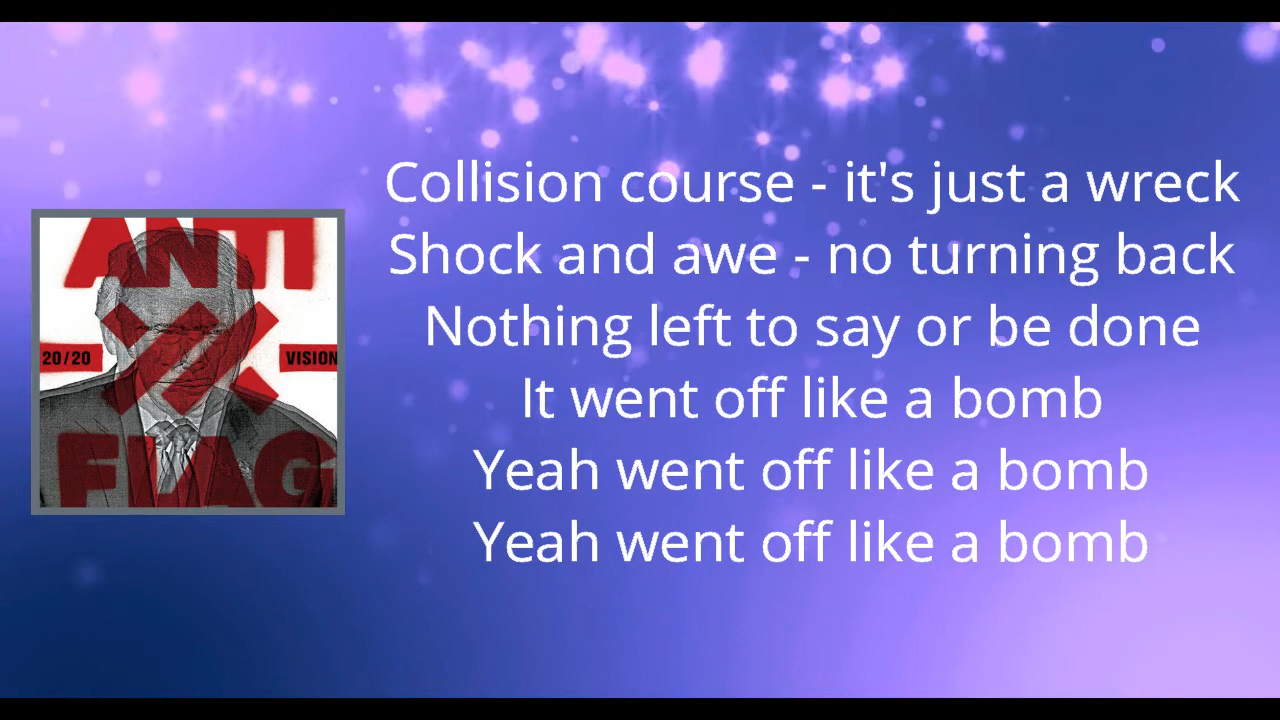 ANTI
20/20 VISION
FLAG
Collision course - it's just a wreck
Shock and awe - no turning back
Nothing left to say or be done
It went off like a bomb
Yeah went off like a bomb
Yeah went off like a bomb